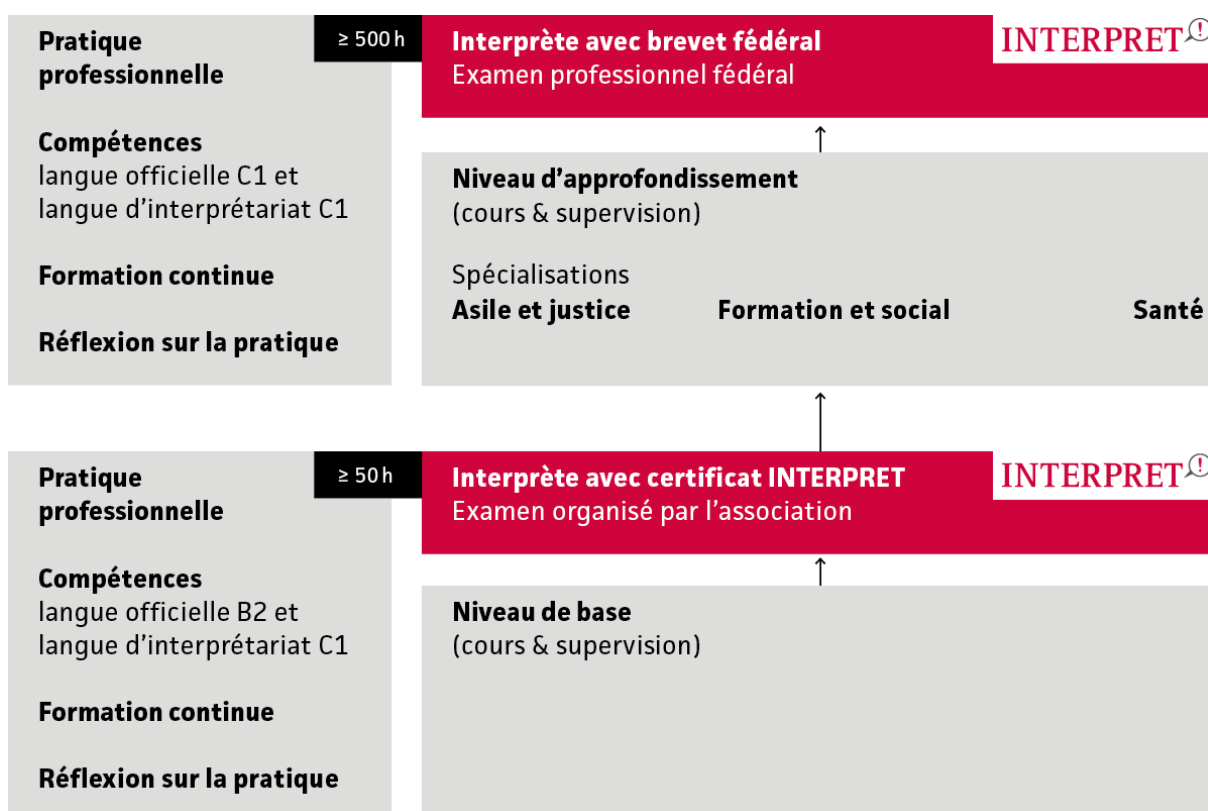 Pratique
professionnelle
≥ 500 h
Interprète avec brevet fédéral
Examen professionnel fédéral
INTERPRET!
Compétences
langue officielle C1 et
langue d'interprétariat C1
Formation continue
Réflexion sur la pratique
Niveau d'approfondissement
(cours & supervision)
Spécialisations
Asile et justice Formation et social Santé
Pratique
professionnelle
≥ 50 h
Interprète avec certificat INTERPRET
Examen organisé par l'association
INTERPRET!
Compétences
langue officielle B2 et
langue d'interprétariat C1
Formation continue
Réflexion sur la pratique
Niveau de base
(cours & supervision)